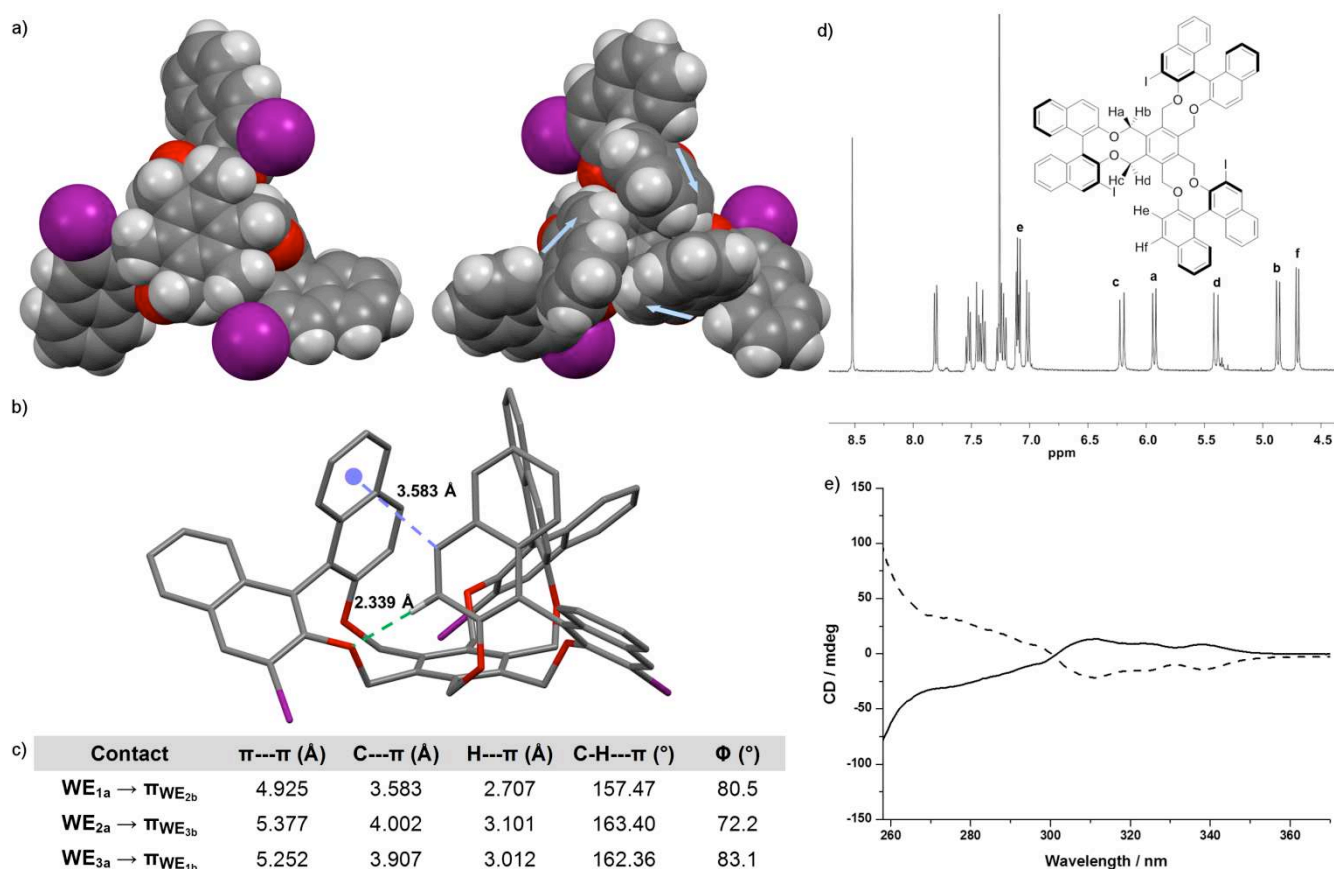 a)
b)
3.583 Å
2.339 Å
c)
Contact π---π (Å) C---π (Å) H---π (Å) C-H---π (°) Φ (°)
WE1a → πWE2b 4.925 3.583 2.707 157.47 80.5
WE2a → πWE3b 5.377 4.002 3.101 163.40 72.2
WE3a → πWE1b 5.252 3.907 3.012 162.36 83.1
d)
I
O
Ha Hb
O
O
O
Hc Hd
I
O
O
I
He
Hf
e
c
a
d
b
f
8.5 8.0 7.5 7.0 6.5 6.0 5.5 5.0 4.5
ppm
e)
150
100
50
0
-50
-100
-150
CD / mdeg
260 280 300 320 340 360
Wavelength / nm